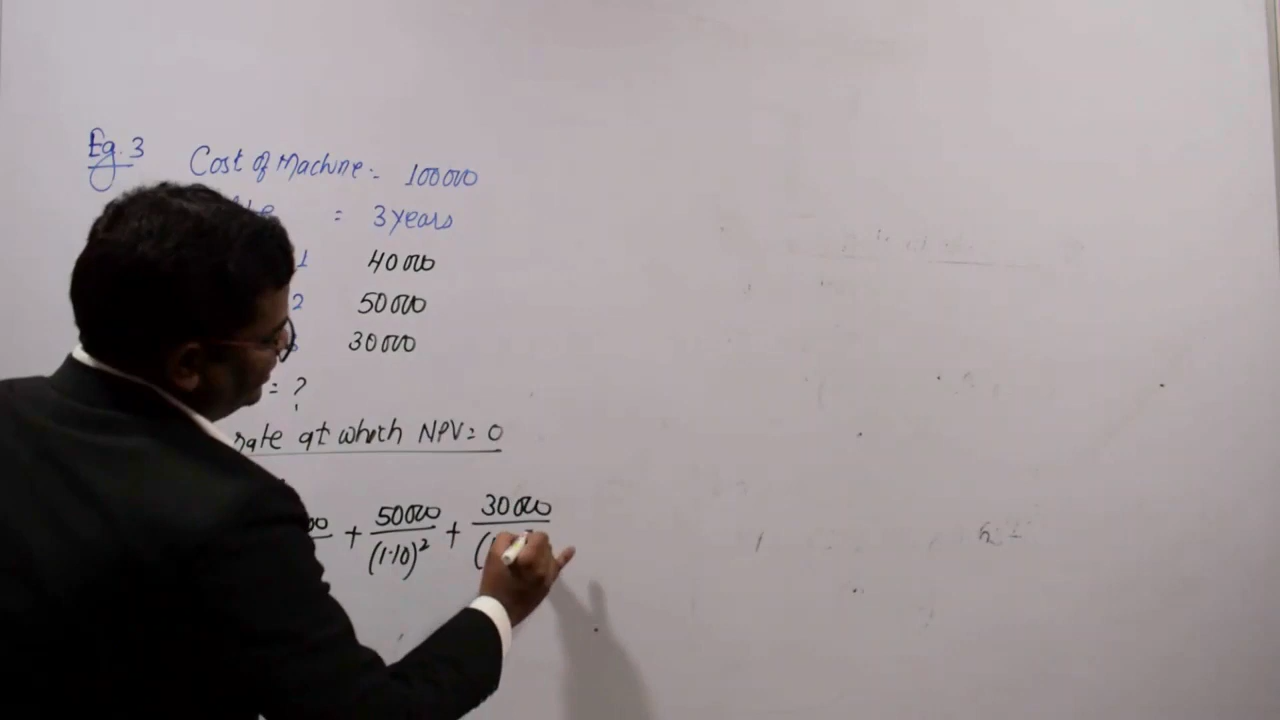 Eg. 3 Cost of Machine:- 100000
= 3 years
1 40000
2 50000
30000
= ?
rate at which NPV = 0
+ 50000/(1.10)² + 30000/(